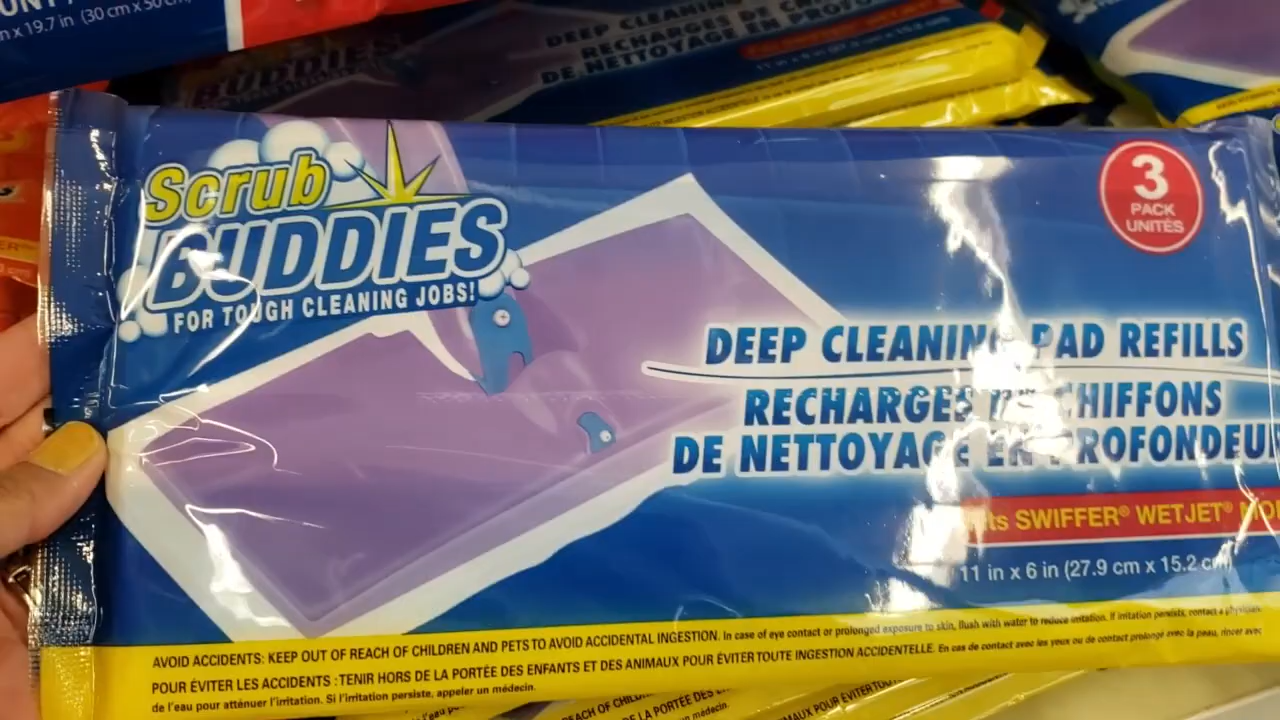 n x 19.7 in (30 cm x 50 cm
DEEP CLEANING
RECHARGES DE CHIFFONS
DE NETTOYAGE EN PROFO
BUDDIES
Scrub
BUDDIES
FOR TOUGH CLEANING JOBS!
3
PACK
UNITÉS
DEEP CLEANING PAD REFILLS
RECHARGES DE CHIFFONS
DE NETTOYAGE EN PROFONDEUR
SWIFFER® WETJET®
11 in x 6 in (27.9 cm x 15.2 cm)
AVOID ACCIDENTS: KEEP OUT OF REACH OF CHILDREN AND PETS TO AVOID ACCIDENTAL INGESTION. In case of eye contact or prolonged exposure to skin, flush with water to reduce irritation. If irritation persists, contact a physician.
POUR ÉVITER LES ACCIDENTS : TENIR HORS DE LA PORTÉE DES ENFANTS ET DES ANIMAUX POUR ÉVITER TOUTE INGESTION ACCIDENTELLE. En cas de contact avec les yeux ou de contact prolongé avec la peau, rincer avec
de l'eau pour atténuer l'irritation. Si l'irritation persiste, appeler un médecin.